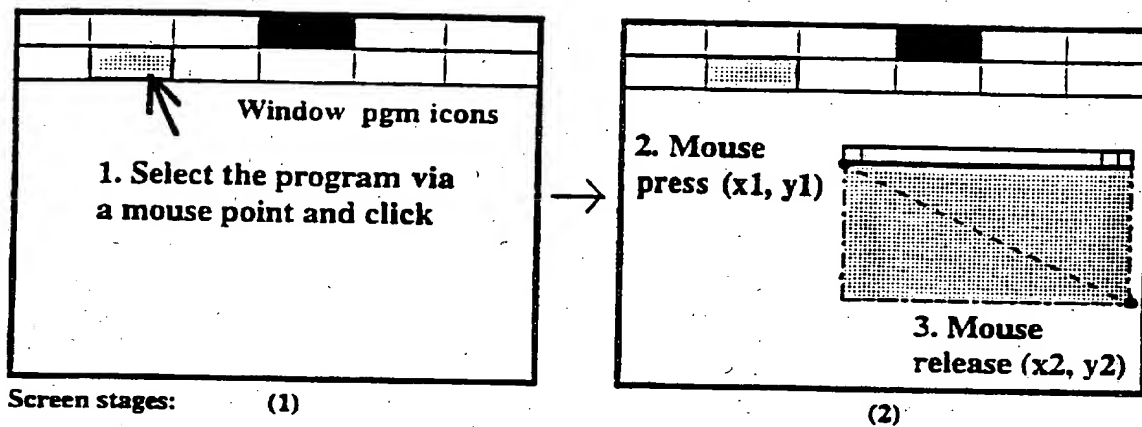 Window pgm icons
1. Select the program via
a mouse point and click
2. Mouse
press (x1, y1)
3. Mouse
release (x2, y2)
Screen stages: (1)
(2)